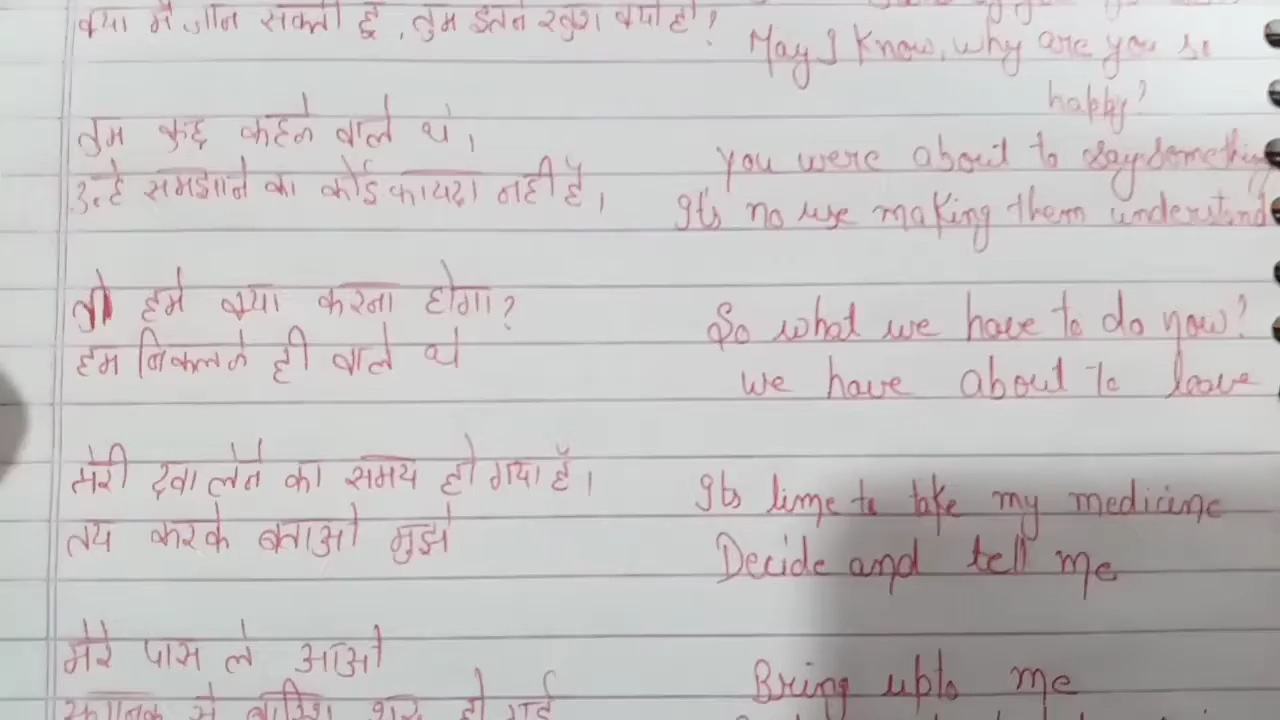 क्या मैं जान सकती हूँ, तुम इतने खुश क्यों हो?
May I know, why are you so
happy?
तुम कुछ कहने वाले थे।
You were about to say something
उन्हे समझाने का कोई फायदा नही है।
Its no use making them understand
तो हमे क्या करना होगा?
So what we have to do now?
हम निकलने ही वाले थे
we have about to leave
मेरी दवा लेने का समय हो गया है।
Its time to take my medicine
तय करके बताओ मुझे
Decide and tell me
मेरे पास ले आओ
Bring upto me
से बारिश शुरू हो गई